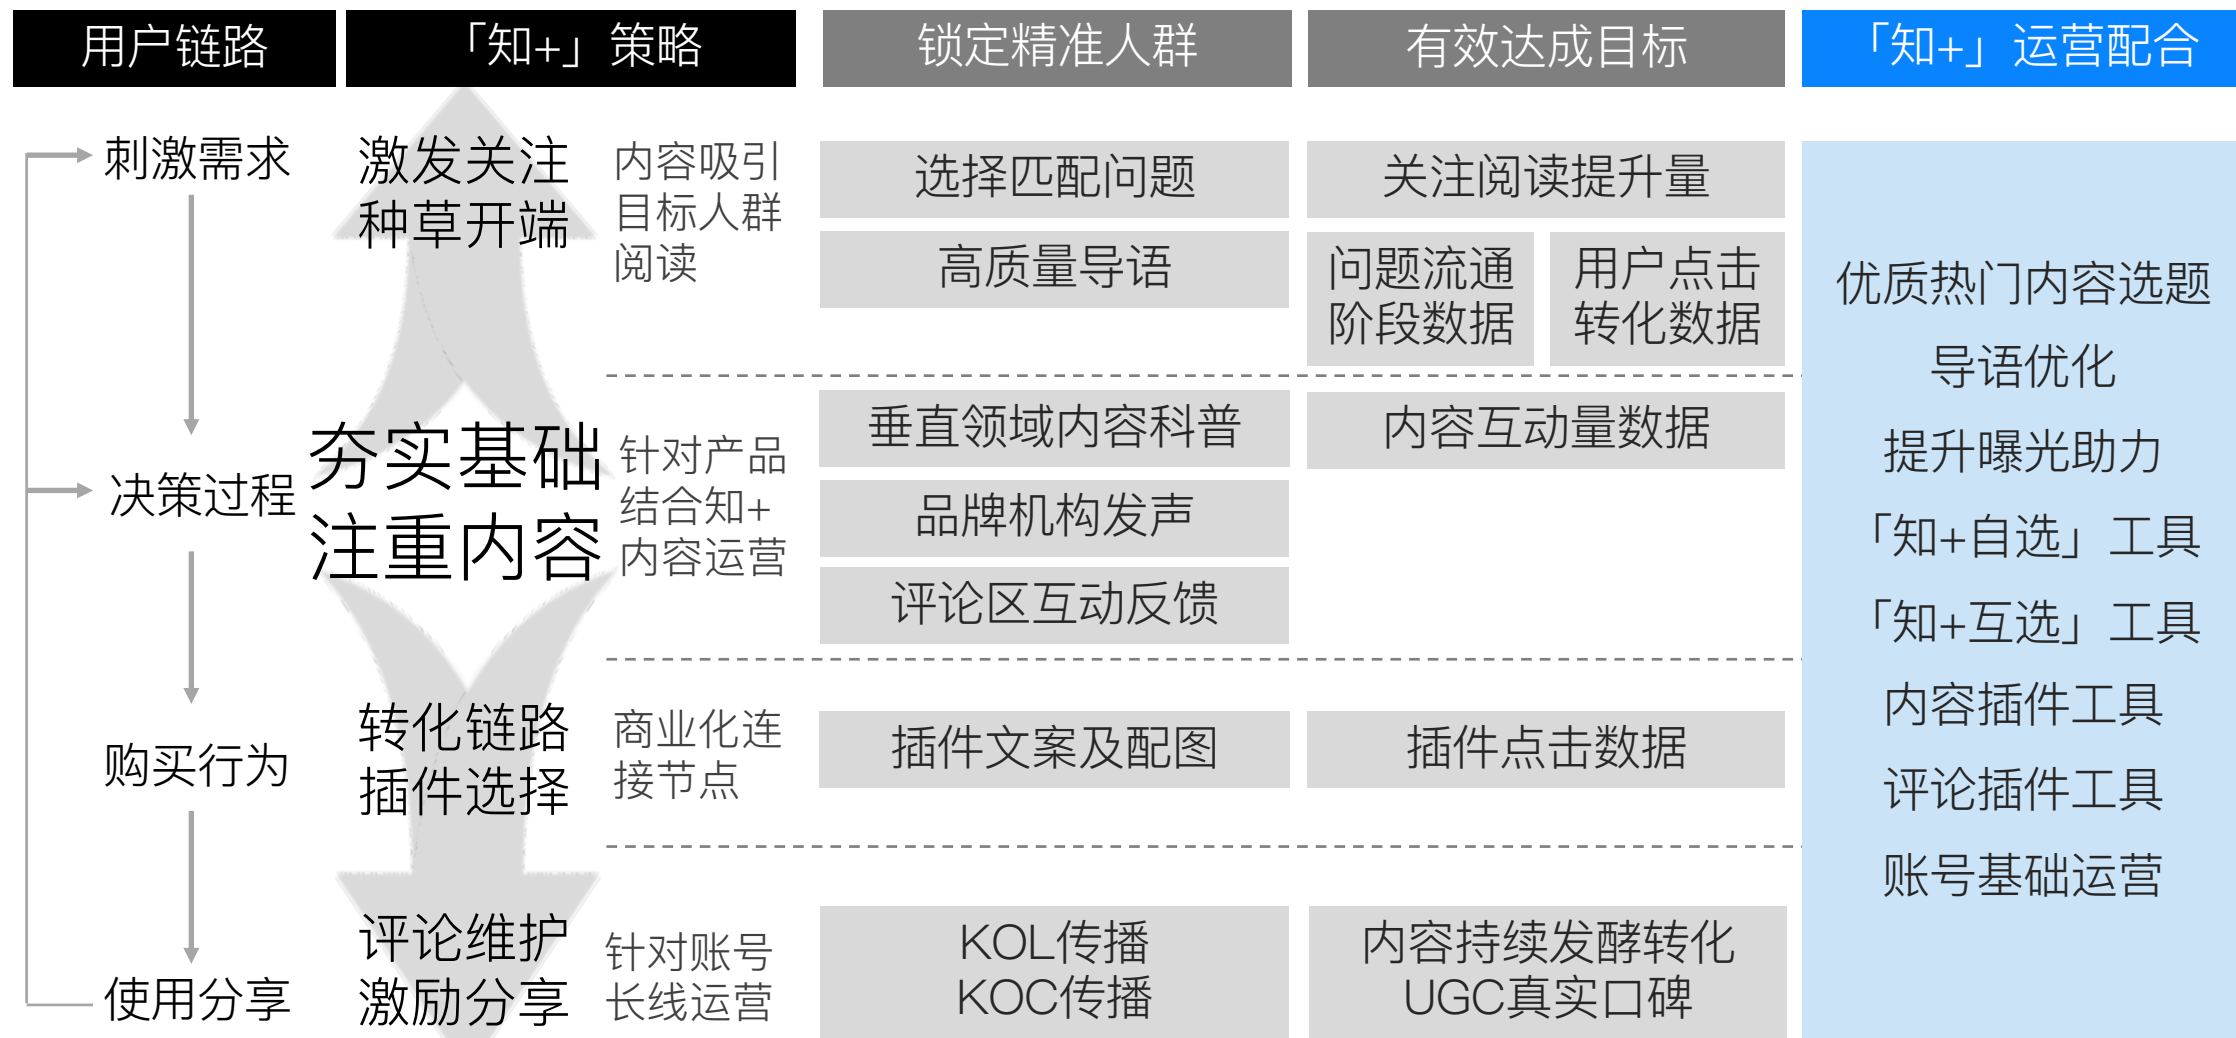 用户链路
「知+」策略
锁定精准人群
有效达成目标
「知+」运营配合
刺激需求
激发关注
种草开端
内容吸引
目标人群
阅读
选择匹配问题
高质量导语
关注阅读提升量
问题流通
阶段数据
用户点击
转化数据
决策过程
夯实基础
注重内容
针对产品
结合知+
内容运营
垂直领域内容科普
品牌机构发声
评论区互动反馈
内容互动量数据
购买行为
转化链路
插件选择
商业化连
接节点
插件文案及配图
插件点击数据
使用分享
评论维护
激励分享
针对账号
长线运营
KOL传播
KOC传播
内容持续发酵转化
UGC真实口碑
优质热门内容选题
导语优化
提升曝光助力
「知+自选」工具
「知+互选」工具
内容插件工具
评论插件工具
账号基础运营